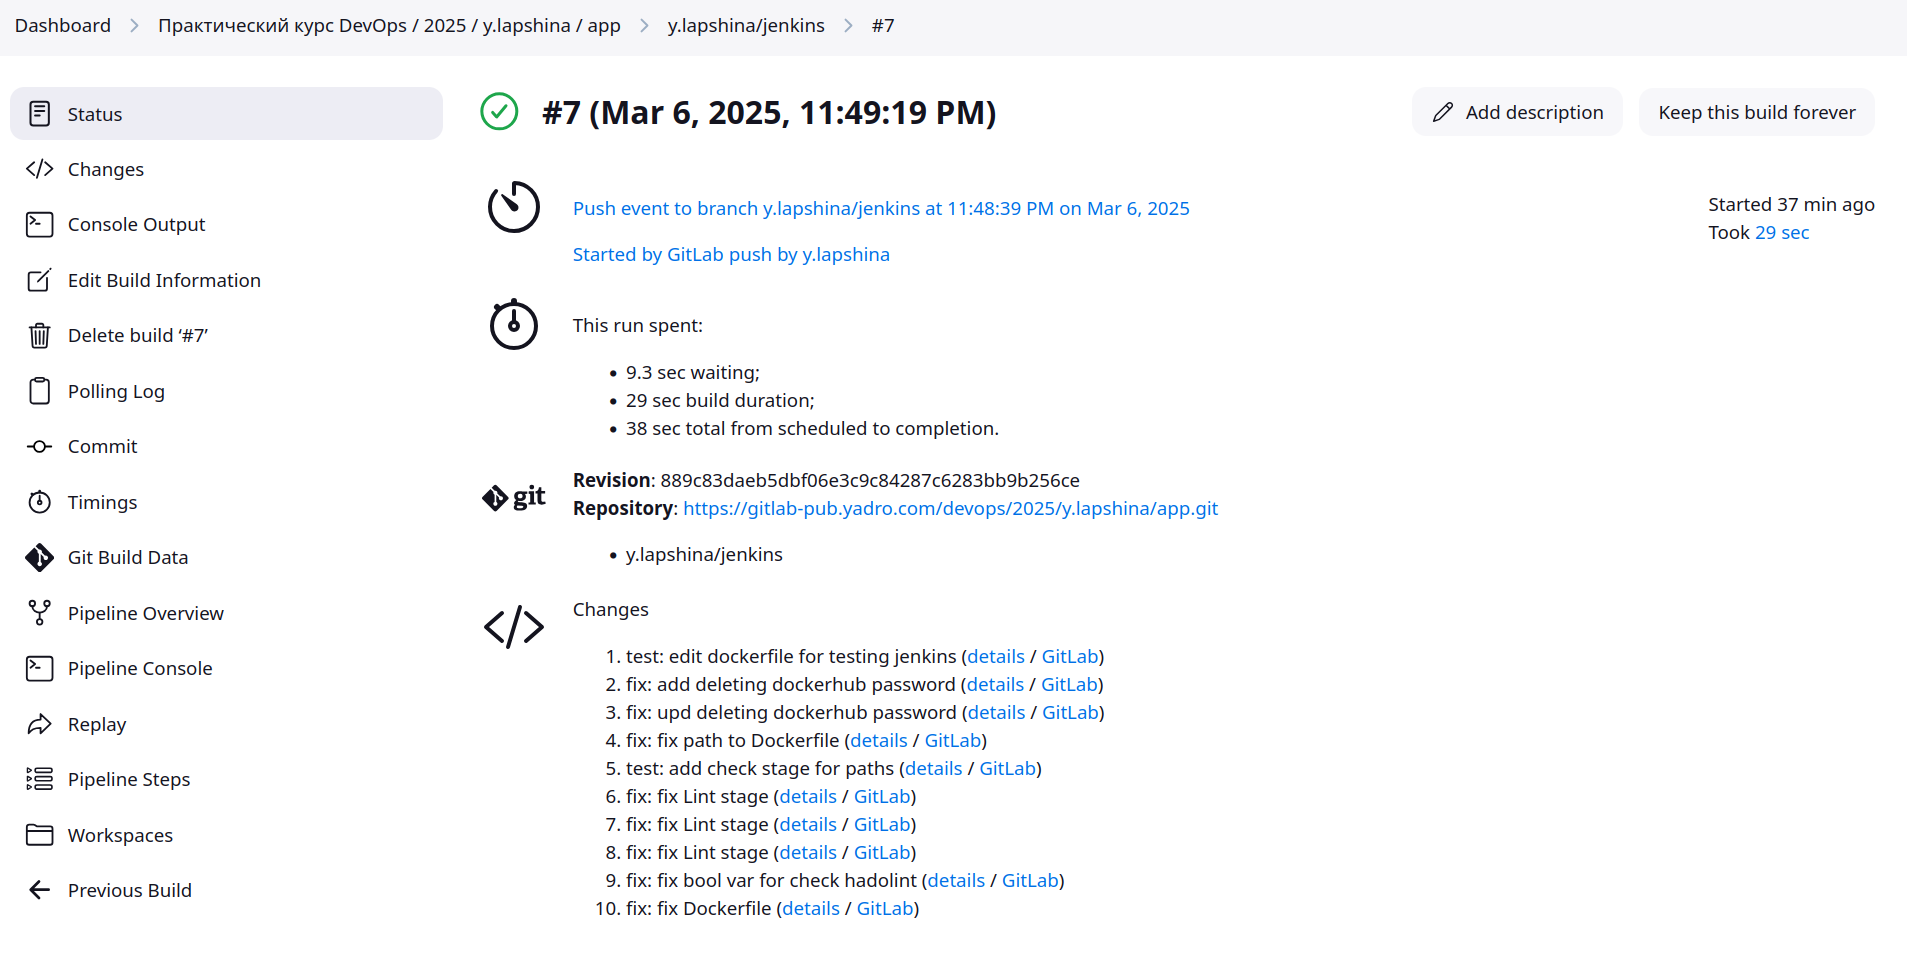 Dashboard > Практический курс DevOps / 2025 / y.lapshina / app > y.lapshina/jenkins > #7
Status
Changes
Console Output
Edit Build Information
Delete build ‘#7’
Polling Log
Commit
Timings
Git Build Data
Pipeline Overview
Pipeline Console
Replay
Pipeline Steps
Workspaces
Previous Build
#7 (Mar 6, 2025, 11:49:19 PM)
Add description
Keep this build forever
Push event to branch y.lapshina/jenkins at 11:48:39 PM on Mar 6, 2025
Started by GitLab push by y.lapshina
Started 37 min ago
Took 29 sec
This run spent:
• 9.3 sec waiting;
• 29 sec build duration;
• 38 sec total from scheduled to completion.
git
Revision: 889c83daeb5dbf06e3c9c84287c6283bb9b256ce
Repository: https://gitlab-pub.yadro.com/devops/2025/y.lapshina/app.git
• y.lapshina/jenkins
Changes
1. test: edit dockerfile for testing jenkins (details / GitLab)
2. fix: add deleting dockerhub password (details / GitLab)
3. fix: upd deleting dockerhub password (details / GitLab)
4. fix: fix path to Dockerfile (details / GitLab)
5. test: add check stage for paths (details / GitLab)
6. fix: fix Lint stage (details / GitLab)
7. fix: fix Lint stage (details / GitLab)
8. fix: fix Lint stage (details / GitLab)
9. fix: fix bool var for check hadolint (details / GitLab)
10. fix: fix Dockerfile (details / GitLab)